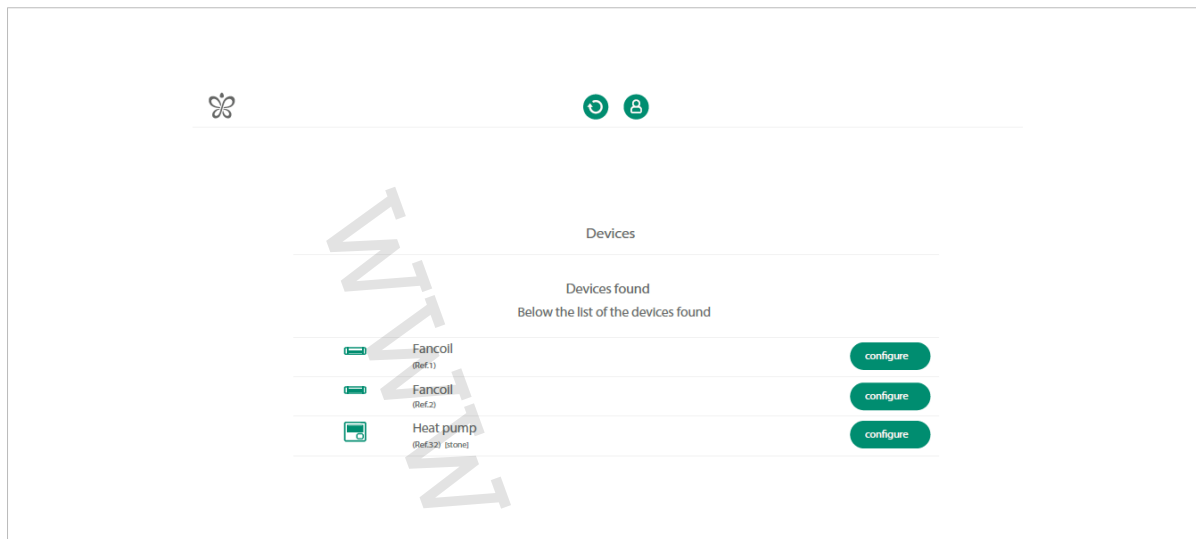 Devices
Devices found
Below the list of the devices found
Fancoil
(Ref.1)
configure
Fancoil
(Ref.2)
configure
Heat pump
(Ref.32) [stone]
configure
www